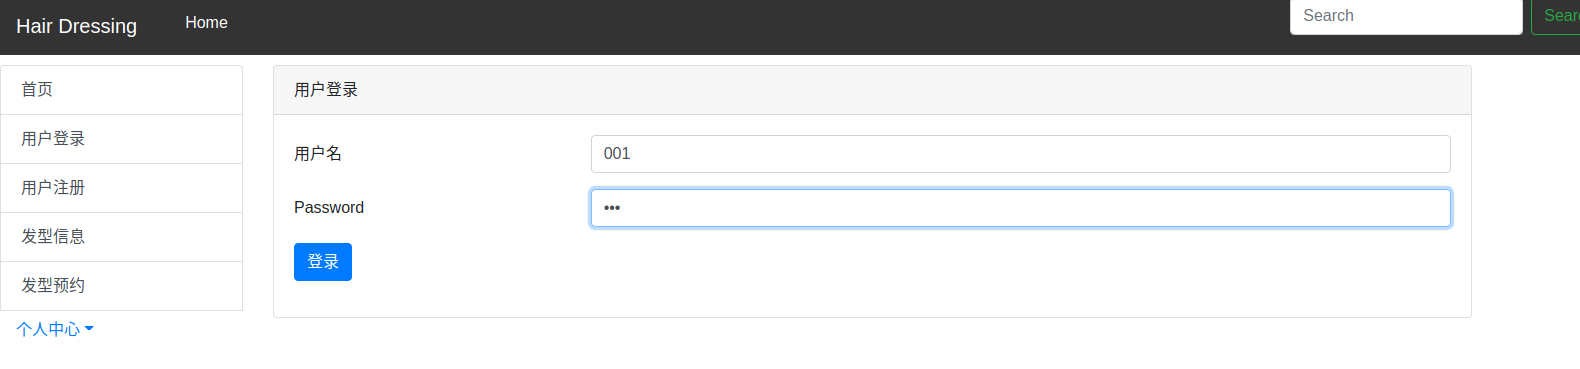 Hair Dressing
Home
Search
Sear
首页
用户登录
用户注册
发型信息
发型预约
个人中心
用户登录
用户名
001
Password
•••
登录